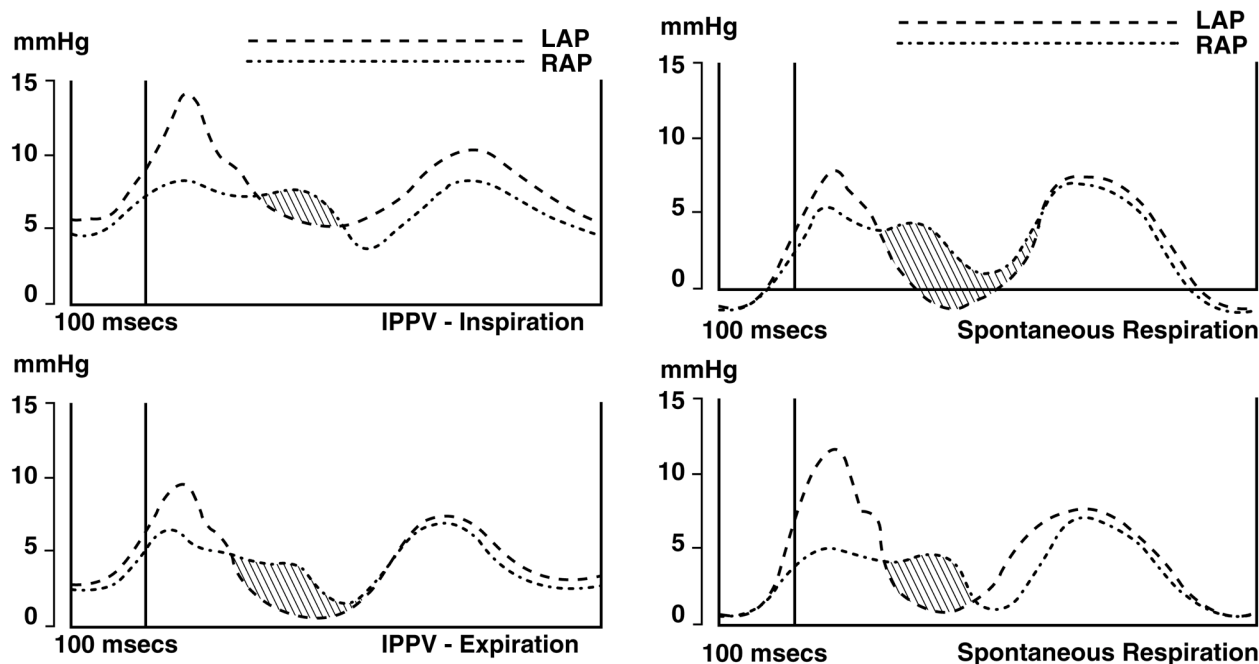 mmHg
LAP
RAP
15
10
5
0
100 msecs
IPPV - Inspiration
mmHg
LAP
RAP
15
10
5
0
100 msecs
Spontaneous Respiration
mmHg
15
10
5
0
100 msecs
IPPV - Expiration
mmHg
15
10
5
0
100 msecs
Spontaneous Respiration